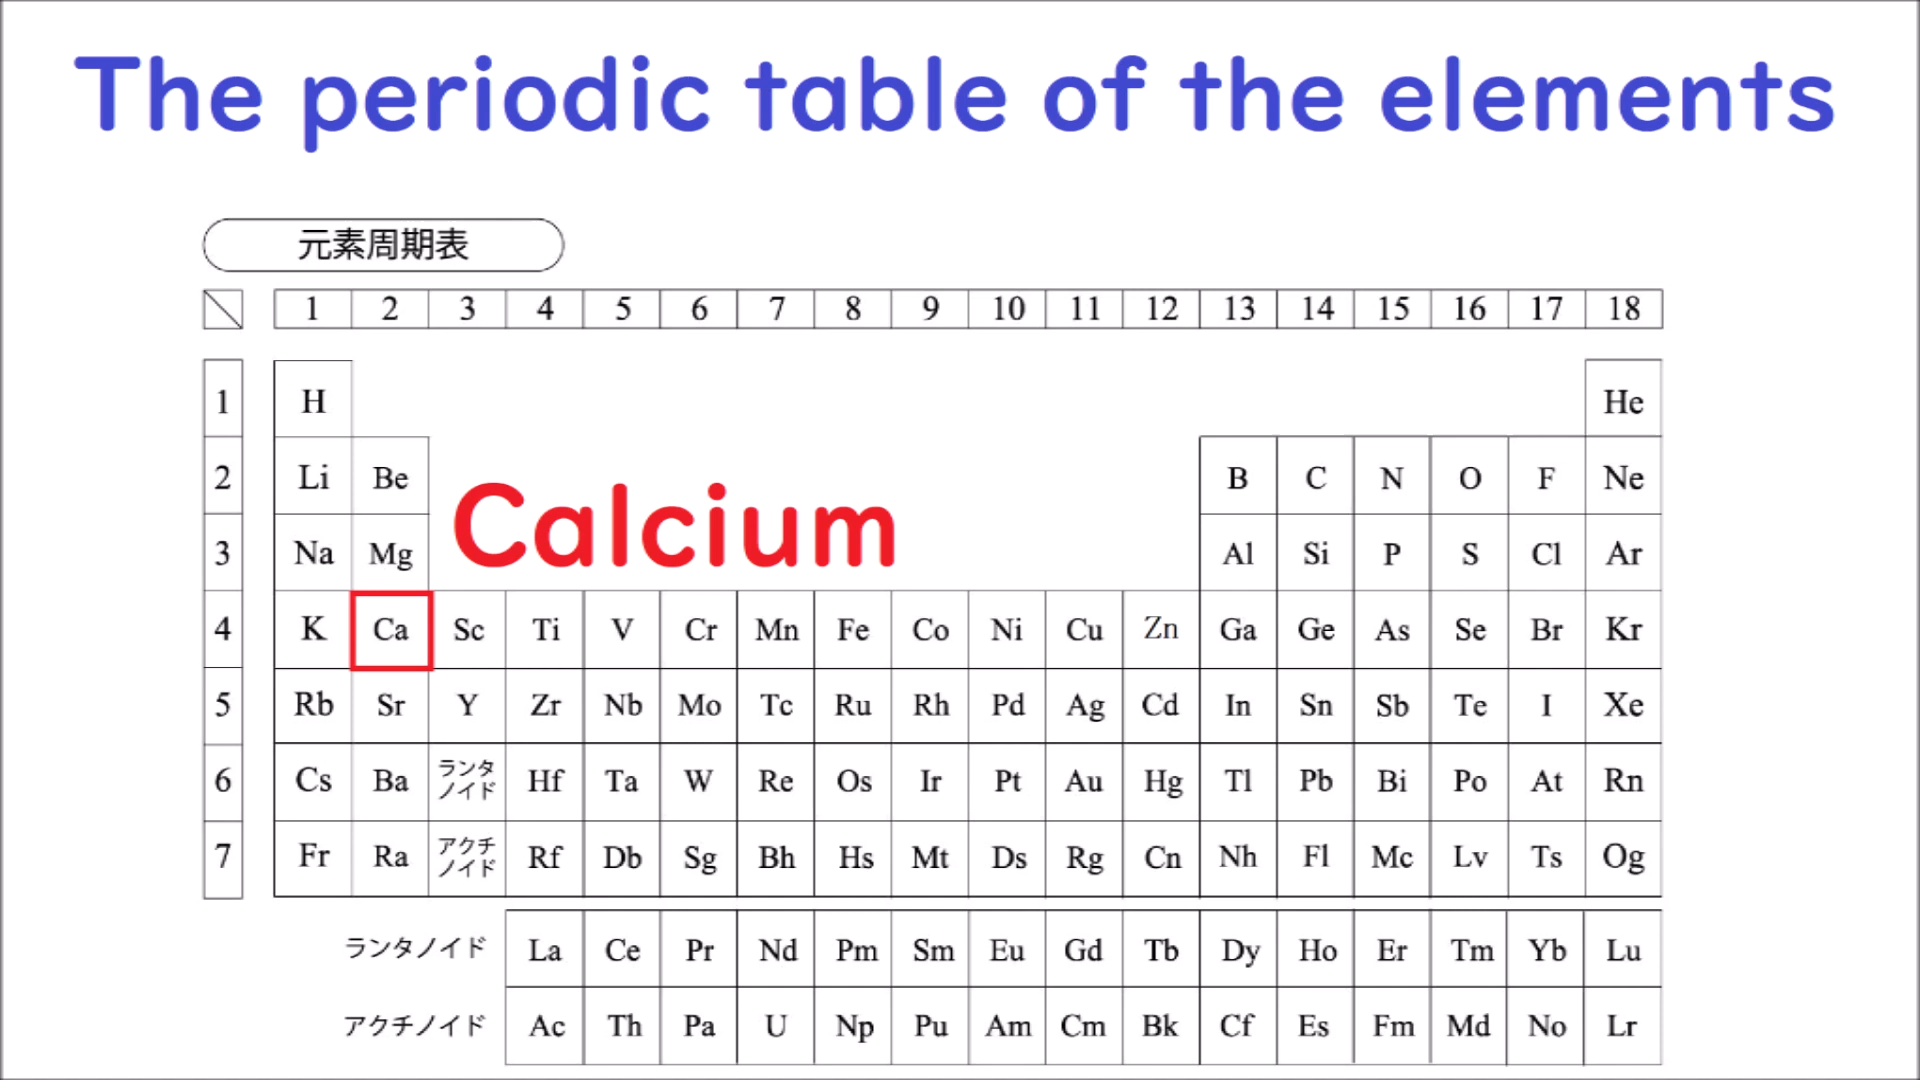 The periodic table of the elements
元素周期表
1 2 3 4 5 6 7 8 9 10 11 12 13 14 15 16 17 18
1 H He
2 Li Be B C N O F Ne
Calcium
3 Na Mg Al Si P S Cl Ar
4 K Ca Sc Ti V Cr Mn Fe Co Ni Cu Zn Ga Ge As Se Br Kr
5 Rb Sr Y Zr Nb Mo Tc Ru Rh Pd Ag Cd In Sn Sb Te I Xe
6 Cs Ba ランタノイド Hf Ta W Re Os Ir Pt Au Hg Tl Pb Bi Po At Rn
7 Fr Ra アクチノイド Rf Db Sg Bh Hs Mt Ds Rg Cn Nh Fl Mc Lv Ts Og
ランタノイド La Ce Pr Nd Pm Sm Eu Gd Tb Dy Ho Er Tm Yb Lu
アクチノイド Ac Th Pa U Np Pu Am Cm Bk Cf Es Fm Md No Lr